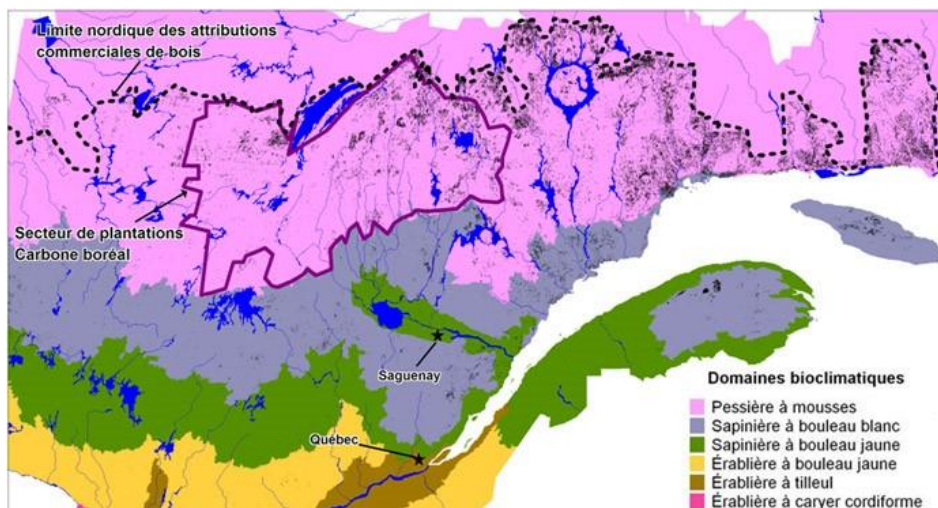 Limite nordique des attributions
commerciales de bois
Secteur de plantations
Carbone boréal
Saguenay
Québec
Domaines bioclimatiques
Pessière à mousses
Sapinière à bouleau blanc
Sapinière à bouleau jaune
Érablière à bouleau jaune
Érablière à tilleul
Érablière à caryer cordiforme